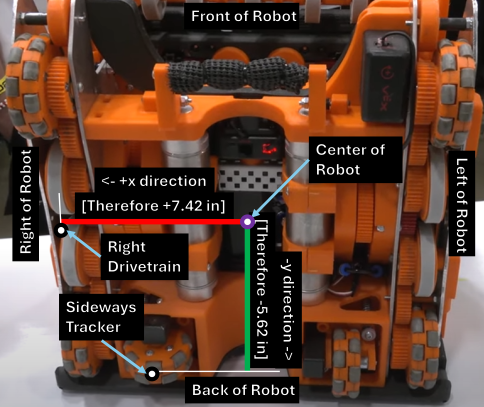 Front of Robot
Center of
Robot
<- +x direction
[Therefore +7.42 in]
Right of Robot
Left of Robot
Right
Drivetrain
-y direction ->
[Therefore -5.62 in]
Sideways
Tracker
Back of Robot